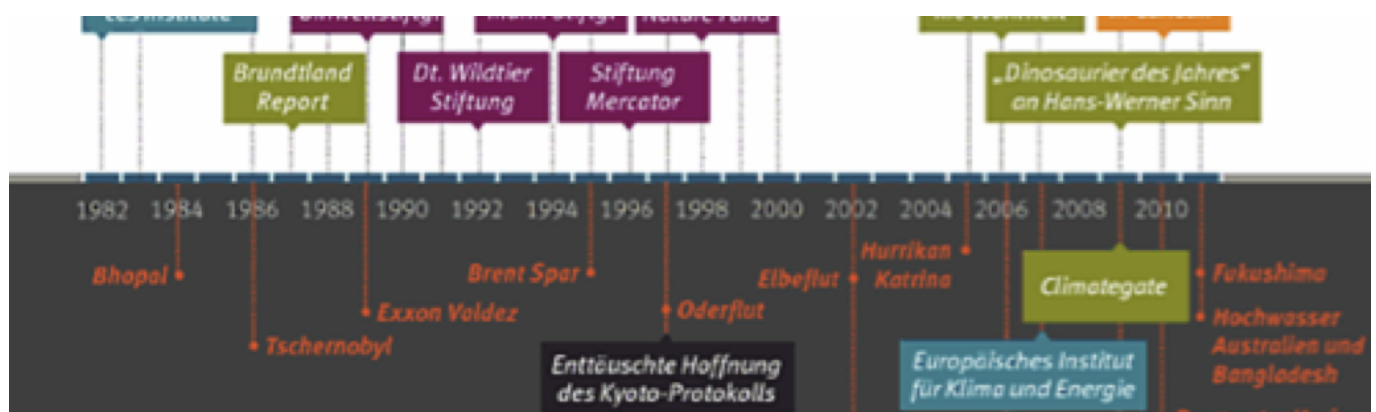 Brundtland
Report
Dt. Wildtier
Stiftung
Stiftung
Mercator
„Dinosaurier des Jahres“
an Hans-Werner Sinn
1982 1984 1986 1988 1990 1992 1994 1996 1998 2000 2002 2004 2006 2008 2010
Bhopal
Tschernobyl
Exxon Valdez
Brent Spar
Oderflut
Enttäuschte Hoffnung
des Kyoto-Protokolls
Elbeflut
Hurrikan
Katrina
Climategate
Europäisches Institut
für Klima und Energie
Fukushima
Hochwasser
Australien und
Bangladesh